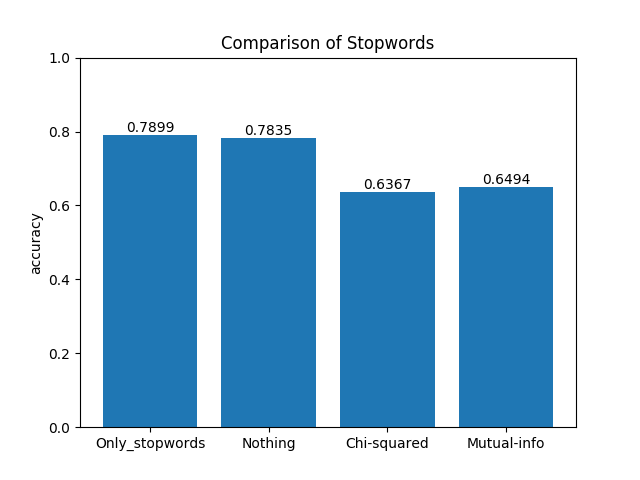 Comparison of Stopwords
accuracy
1.0
0.8
0.6
0.4
0.2
0.0
0.7899
0.7835
0.6367
0.6494
Only_stopwords
Nothing
Chi-squared
Mutual-info